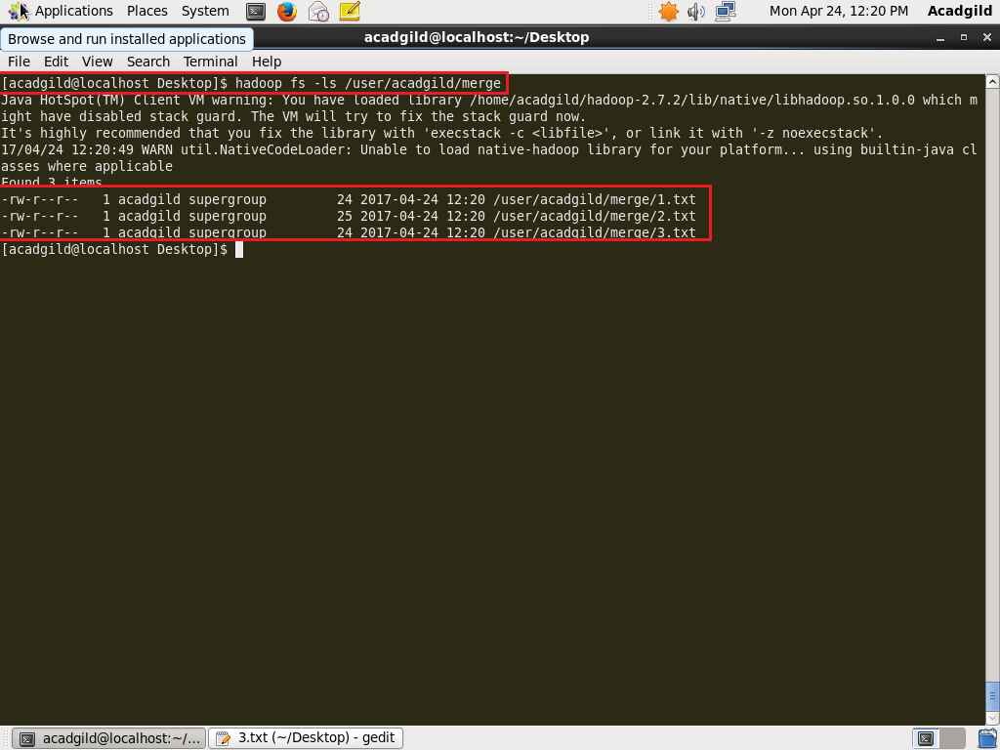 Applications Places System Mon Apr 24, 12:20 PM Acadgild
Browse and run installed applications
acadgild@localhost:~/Desktop
File Edit View Search Terminal Help
[acadgild@localhost Desktop]$ hadoop fs -ls /user/acadgild/merge
Java HotSpot(TM) Client VM warning: You have loaded library /home/acadgild/hadoop-2.7.2/lib/native/libhadoop.so.1.0.0 which m
ight have disabled stack guard. The VM will try to fix the stack guard now.
It's highly recommended that you fix the library with 'execstack -c <libfile>', or link it with '-z noexecstack'.
17/04/24 12:20:49 WARN util.NativeCodeLoader: Unable to load native-hadoop library for your platform... using builtin-java cl
asses where applicable
Found 3 items
-rw-r--r--   1 acadgild supergroup         24 2017-04-24 12:20 /user/acadgild/merge/1.txt
-rw-r--r--   1 acadgild supergroup         25 2017-04-24 12:20 /user/acadgild/merge/2.txt
-rw-r--r--   1 acadgild supergroup         24 2017-04-24 12:20 /user/acadgild/merge/3.txt
[acadgild@localhost Desktop]$
acadgild@localhost:~/... 3.txt (~/Desktop) - gedit